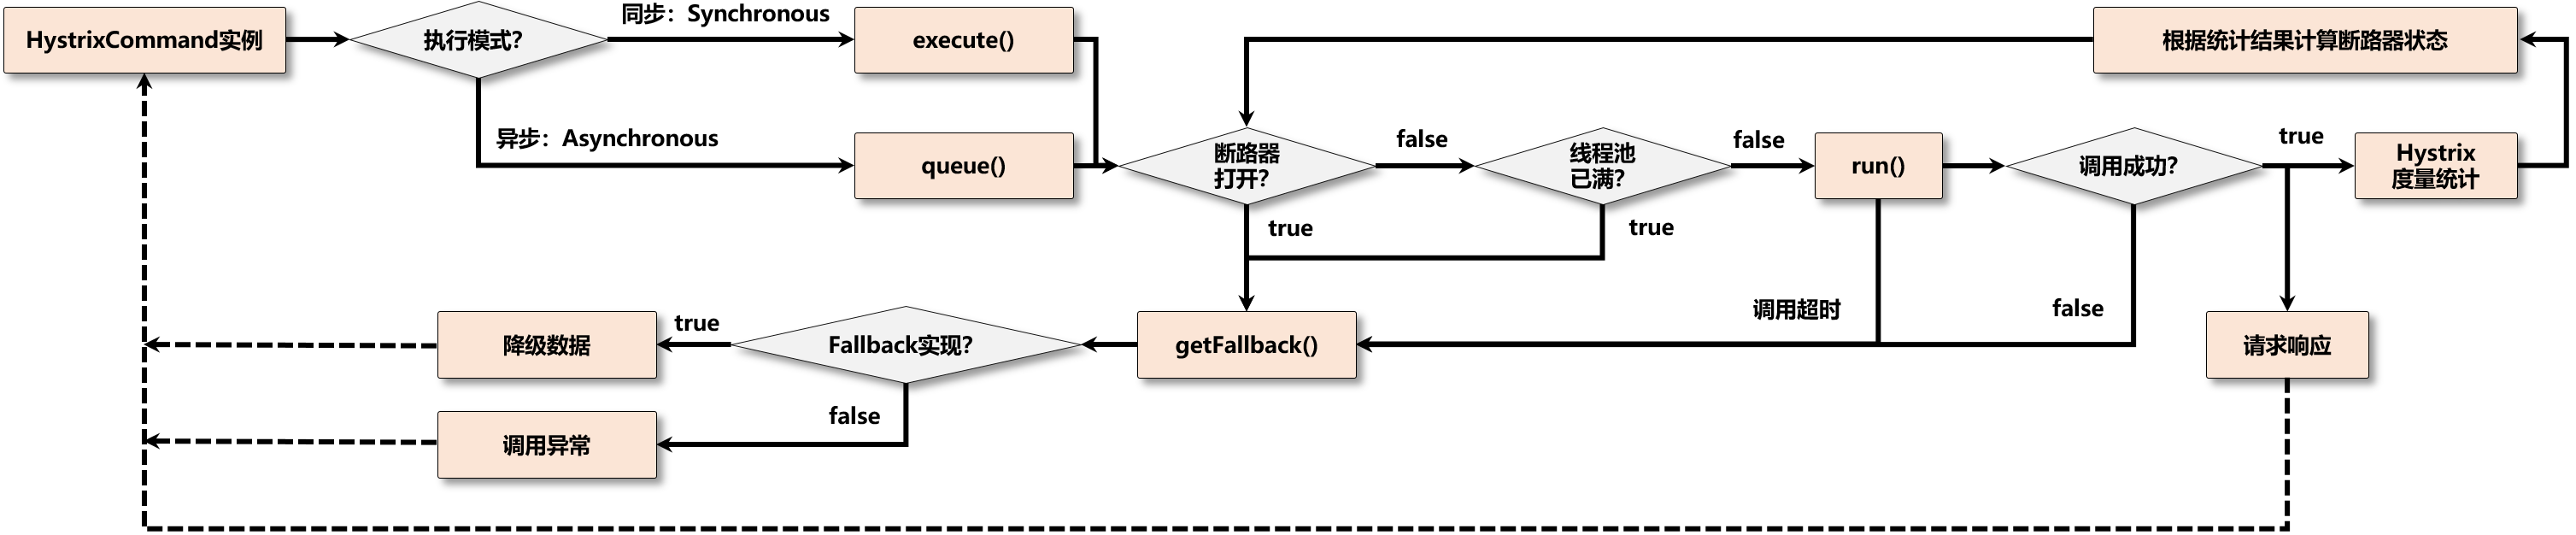 HystrixCommand实例
执行模式？
同步：Synchronous
execute()
根据统计结果计算断路器状态
异步：Asynchronous
queue()
断路器
打开？
false
线程池
已满？
false
run()
调用成功？
true
Hystrix
度量统计
true
true
调用超时
false
降级数据
true
Fallback实现？
getFallback()
请求响应
false
调用异常